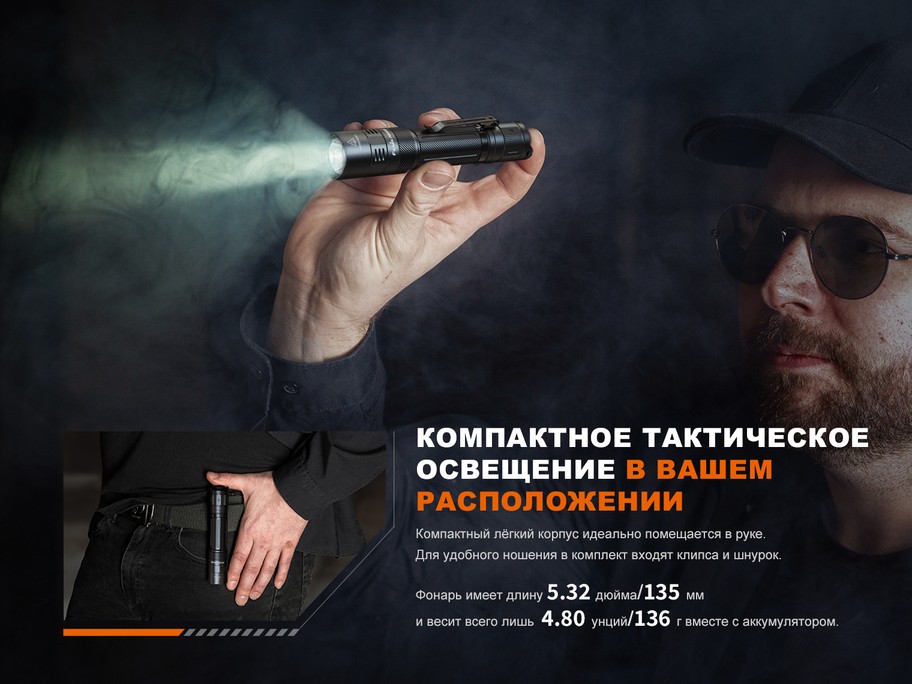 КОМПАКТНОЕ ТАКТИЧЕСКОЕ
ОСВЕЩЕНИЕ В ВАШЕМ
РАСПОЛОЖЕНИИ
Компактный лёгкий корпус идеально помещается в руке.
Для удобного ношения в комплект входят клипса и шнурок.
Фонарь имеет длину 5.32 дюйма/135 мм
и весит всего лишь 4.80 унций/136 г вместе с аккумулятором.